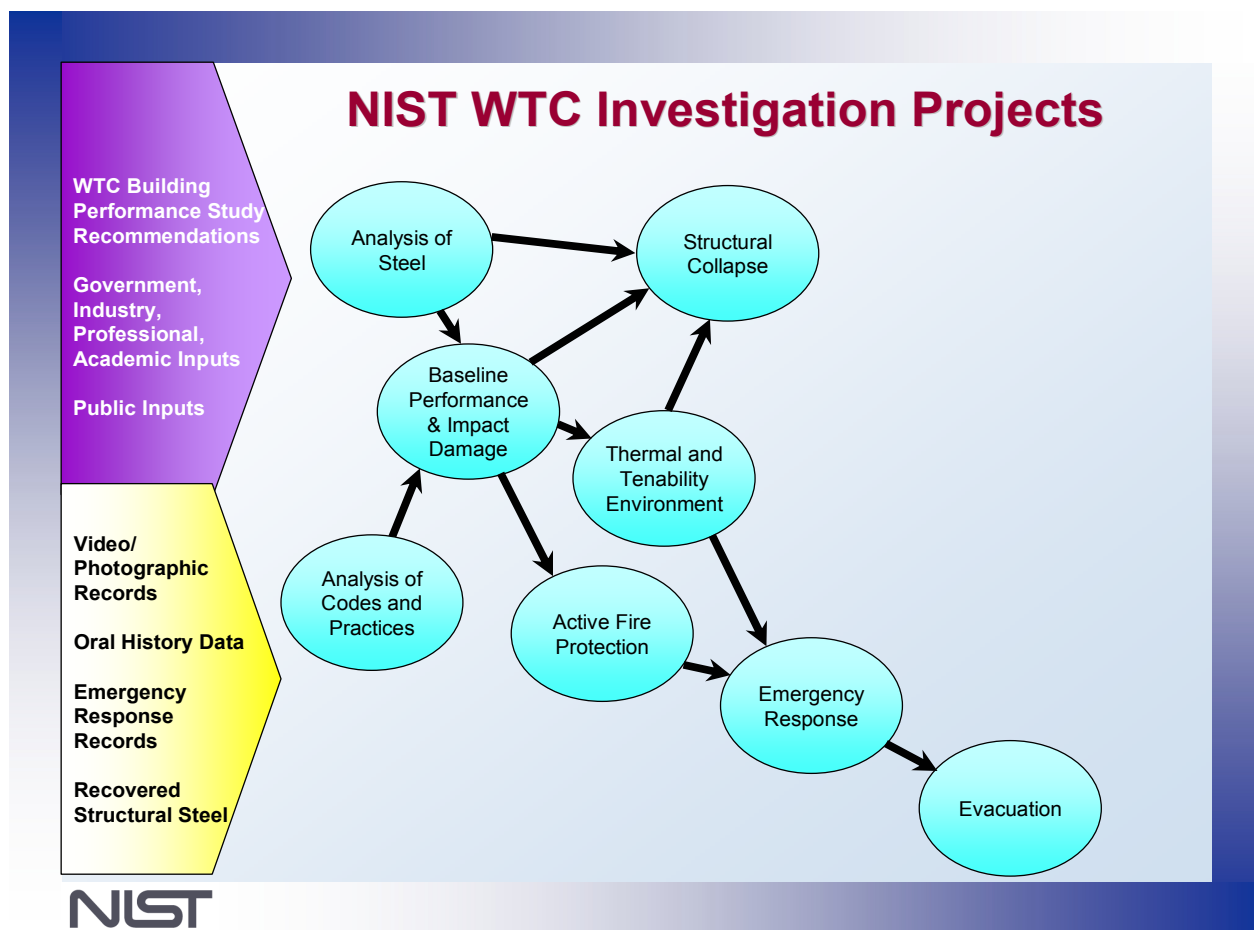 NIST WTC Investigation Projects
WTC Building
Performance Study
Recommendations
Government,
Industry,
Professional,
Academic Inputs
Public Inputs
Video/
Photographic
Records
Oral History Data
Emergency
Response
Records
Recovered
Structural Steel
Analysis of
Steel
Structural
Collapse
Baseline
Performance
& Impact
Damage
Thermal and
Tenability
Environment
Analysis of
Codes and
Practices
Active Fire
Protection
Emergency
Response
Evacuation
NIST